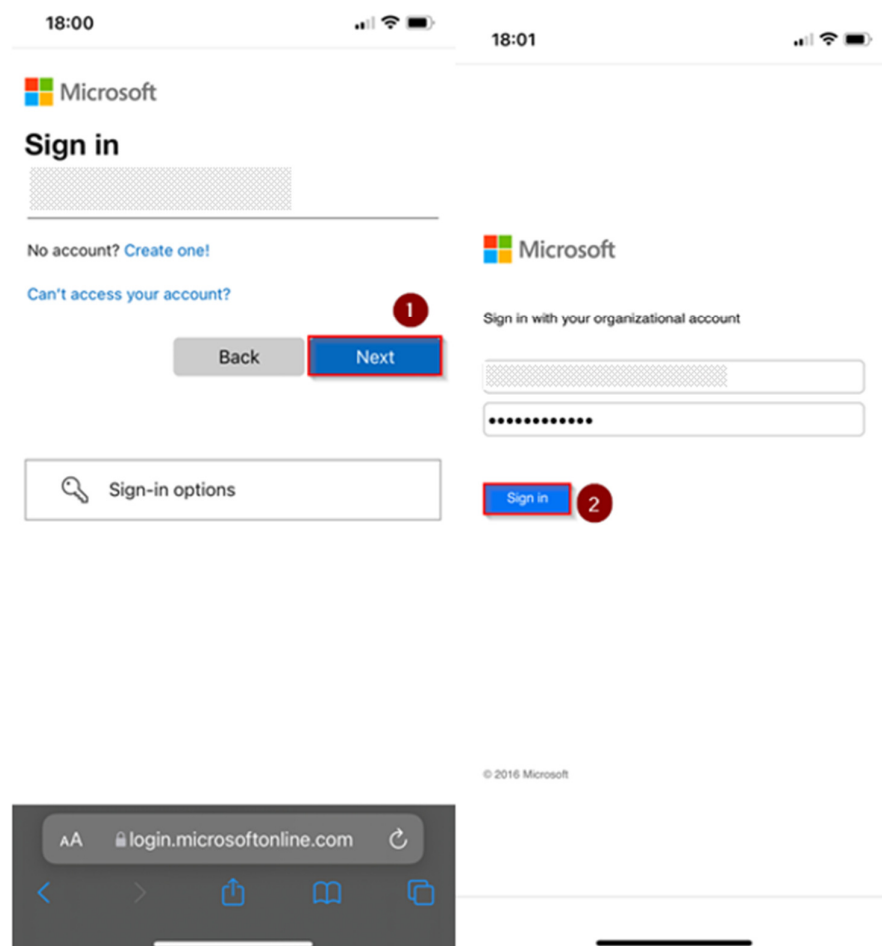 18:00
Microsoft
Sign in
No account? Create one!
Can't access your account?
1
Back Next
Sign-in options
AA login.microsoftonline.com
18:01
Microsoft
Sign in with your organizational account
Sign in
2
© 2016 Microsoft